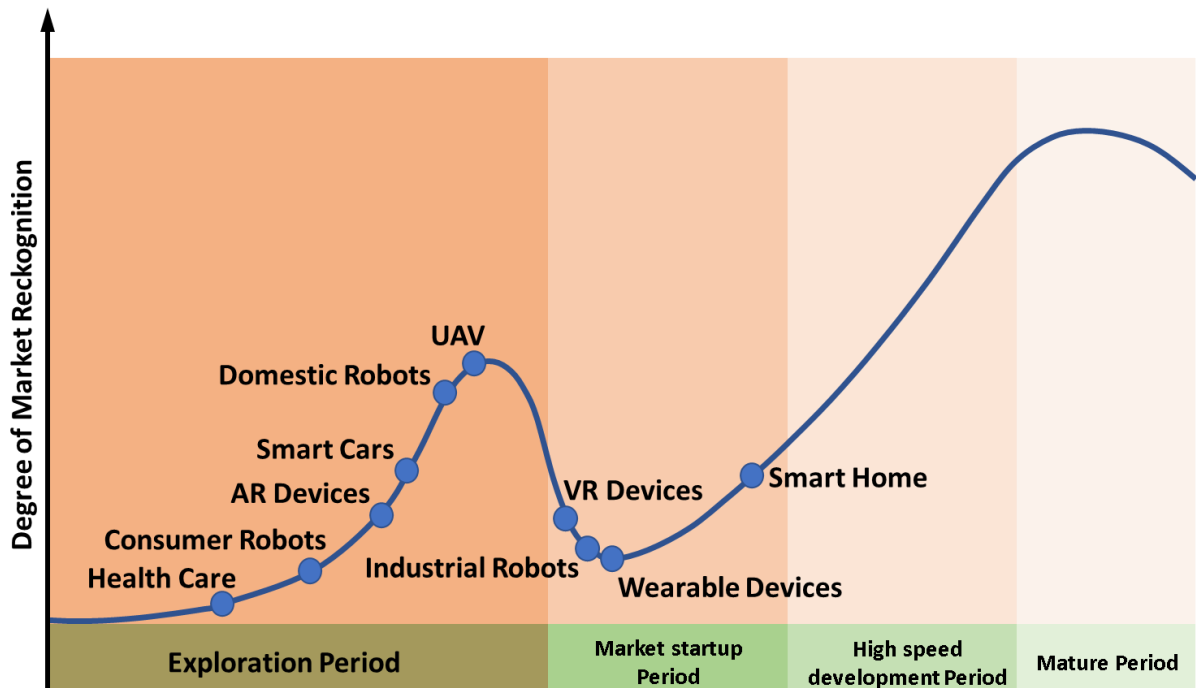 Degree of Market Reckognition
UAV
Domestic Robots
Smart Cars
AR Devices
VR Devices
Smart Home
Consumer Robots
Industrial Robots
Health Care
Wearable Devices
Exploration Period
Market startup
Period
High speed
development Period
Mature Period